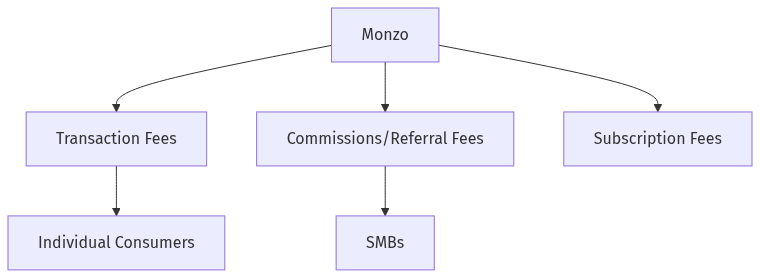 Monzo
Transaction Fees
Commissions/Referral Fees
Subscription Fees
Individual Consumers
SMBs